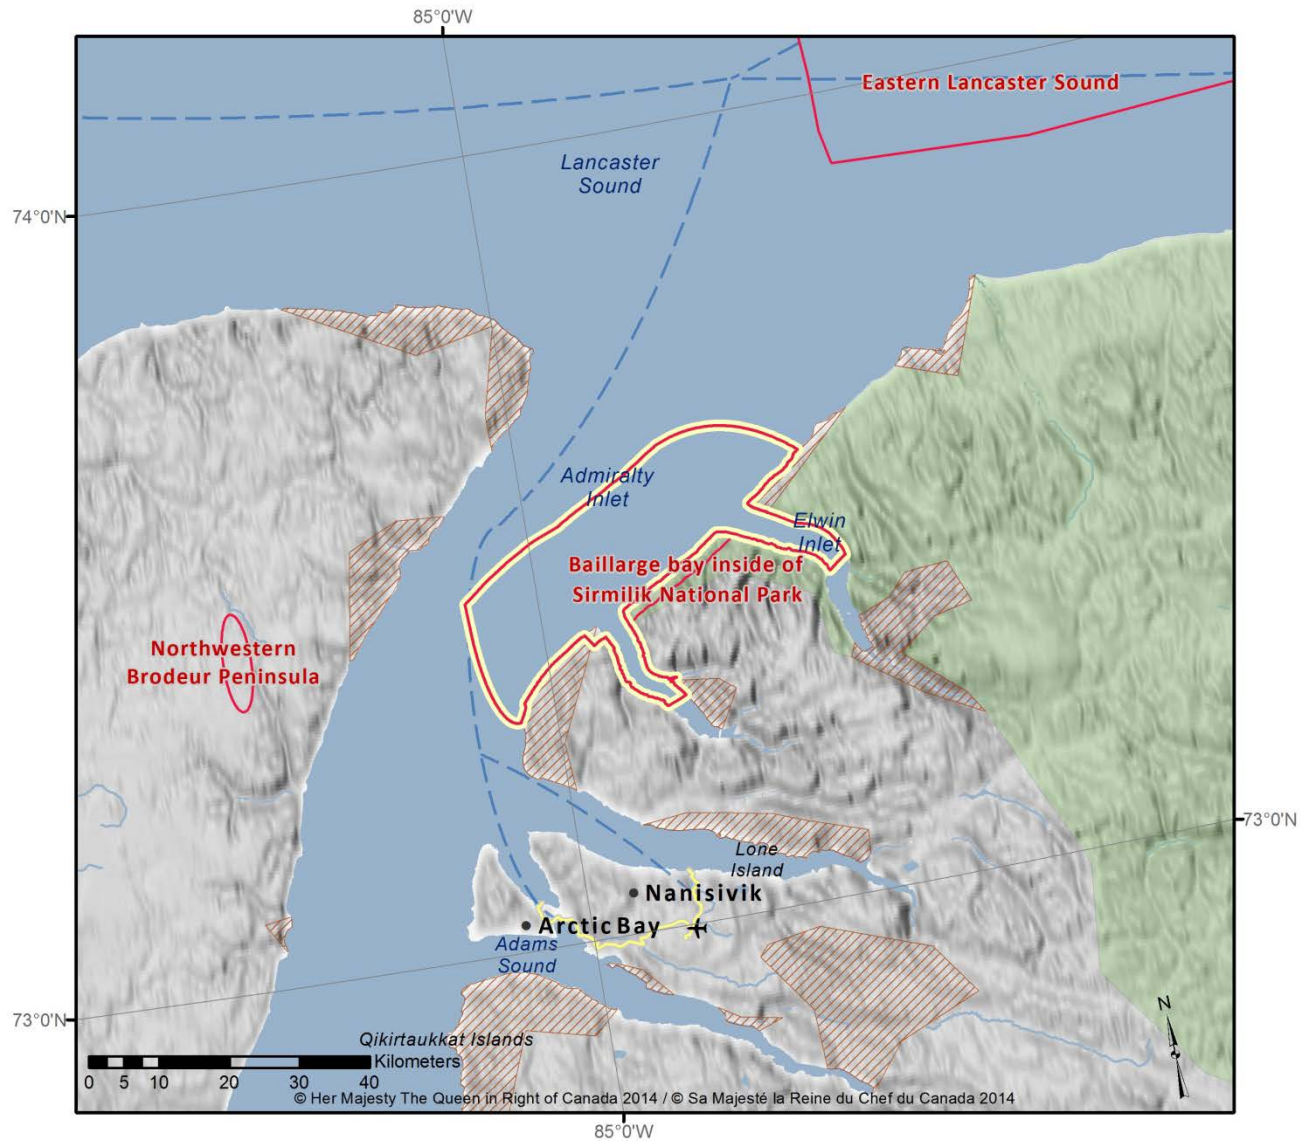 85°0'W
Eastern Lancaster Sound
Lancaster
Sound
74°0'N
Admiralty
Inlet
Elwin
Inlet
Baillarge bay inside of
Sirmilik National Park
Northwestern
Brodeur Peninsula
73°0'N
Lone
Island
Nanisivik
Arctic Bay
Adams
Sound
73°0'N
N
Qikirtaukkat Islands
Kilometers
0 5 10 20 30 40
© Her Majesty The Queen in Right of Canada 2014 / © Sa Majesté la Reine du Chef du Canada 2014
85°0'W